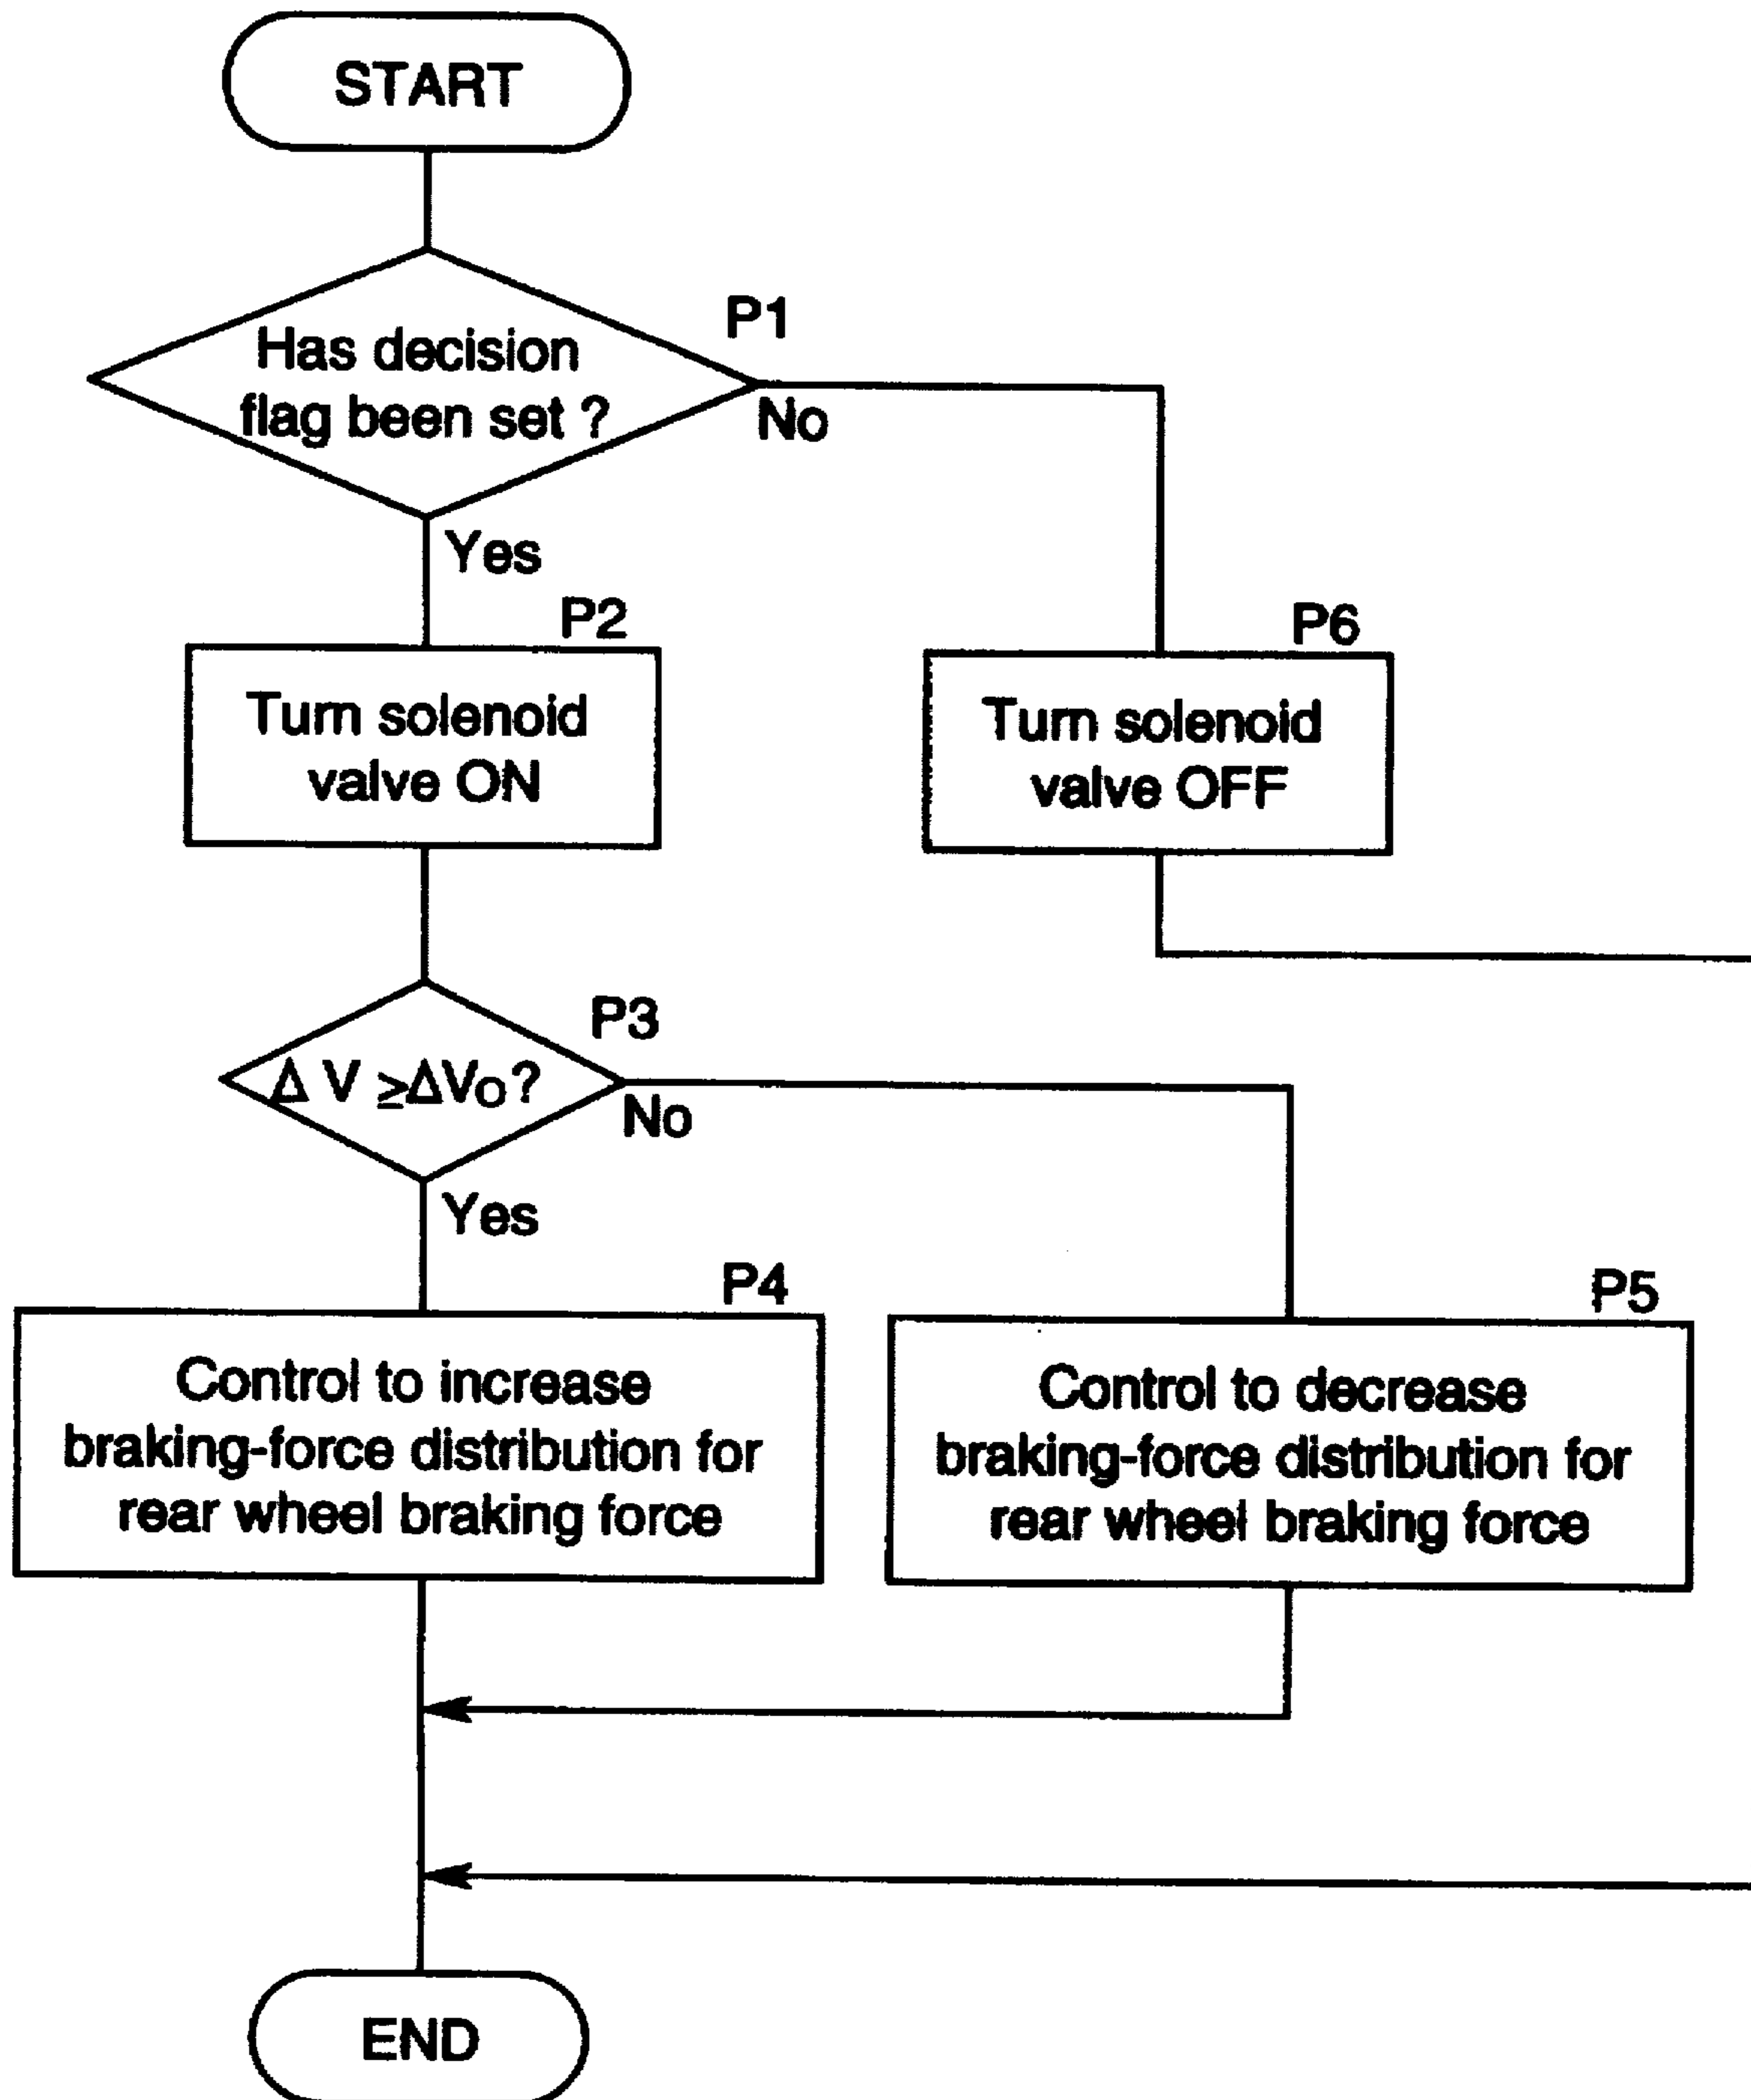 START
P1
Has decision
flag been set ?
No
Yes
P2
Turn solenoid
valve ON
P6
Turn solenoid
valve OFF
P3
Δ V ≥ΔVO?
No
Yes
P4
Control to increase
braking-force distribution for
rear wheel braking force
P5
Control to decrease
braking-force distribution for
rear wheel braking force
END